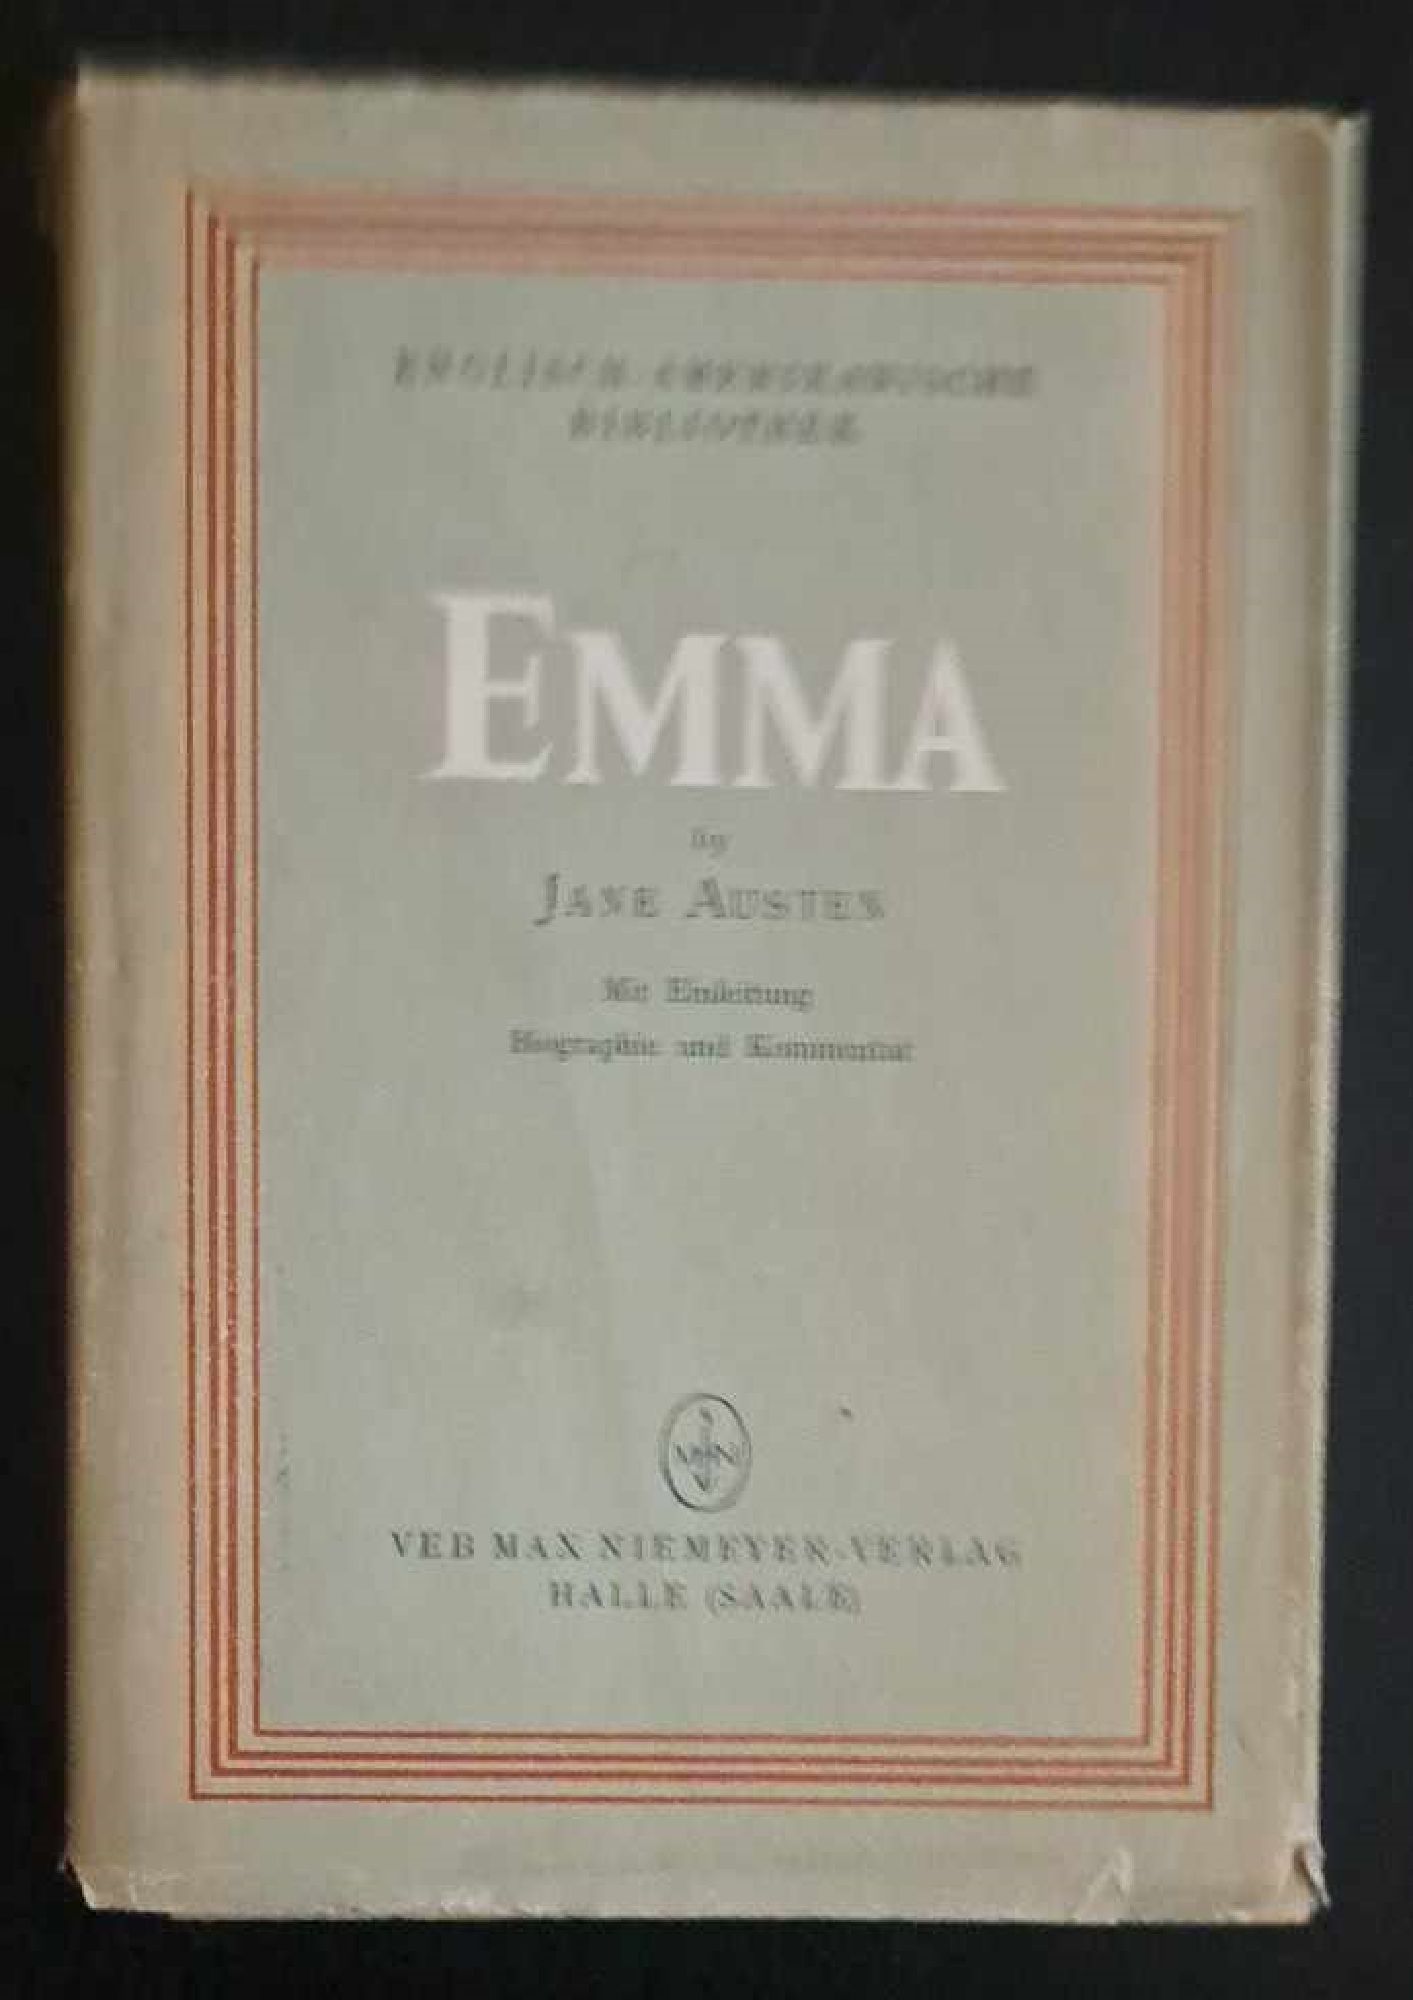 ENGLISCH-AMERIKANISCHE
BIBLIOTHEK
EMMA
by
JANE AUSTEN
Mit Einleitung
Biographie und Kommentar
VEB MAX NIEMEYER-VERLAG
HALLE (SAALE)